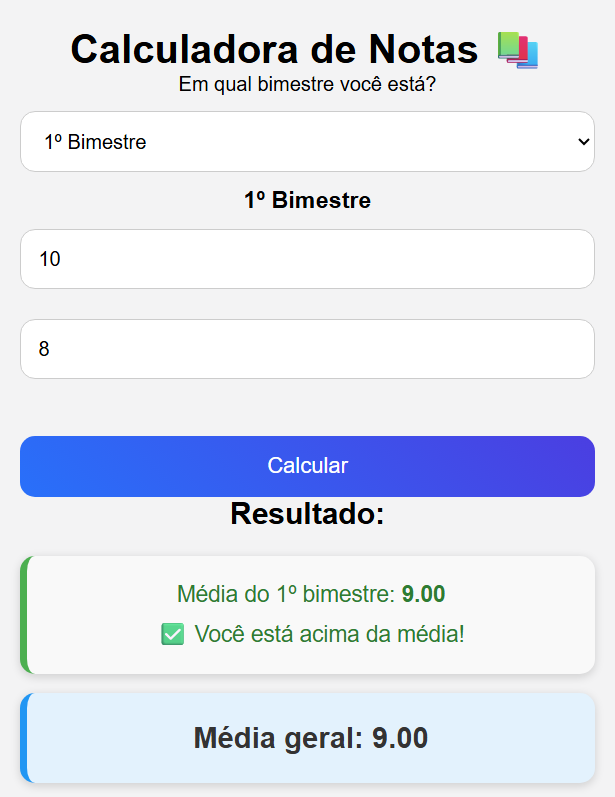 Calculadora de Notas 📚
Em qual bimestre você está?
1º Bimestre
1º Bimestre
10
8
Calcular
Resultado:
Média do 1º bimestre: 9.00
✅ Você está acima da média!
Média geral: 9.00